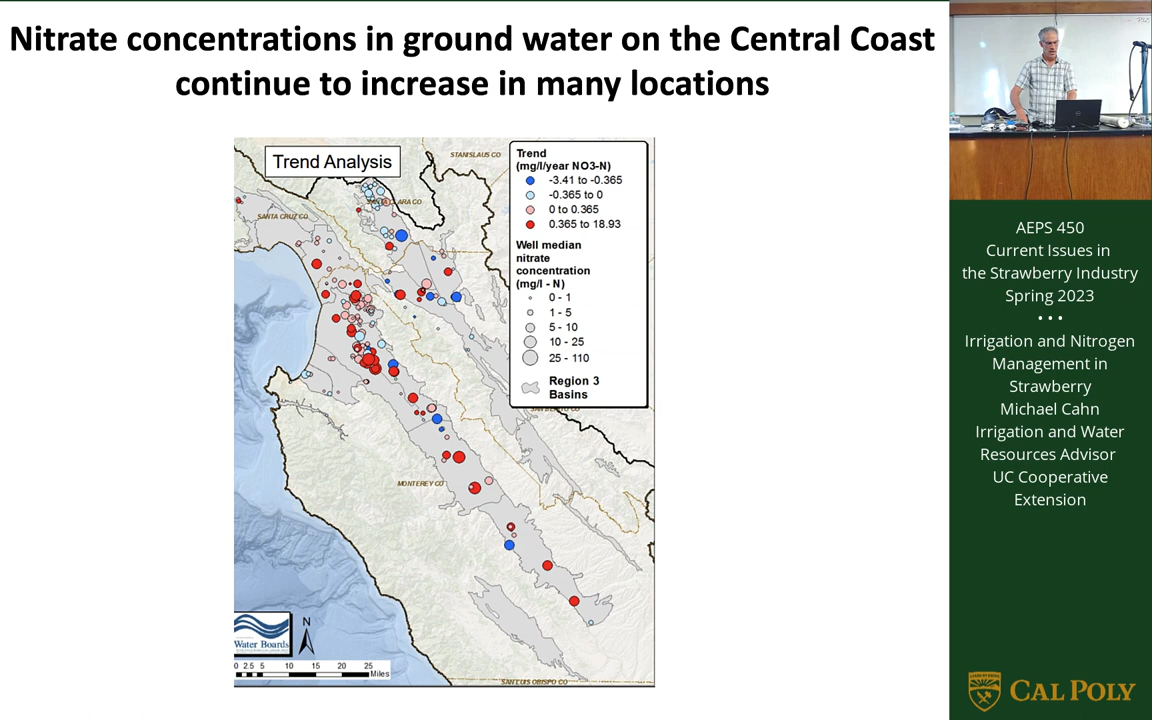 Nitrate concentrations in ground water on the Central Coast
continue to increase in many locations
Trend Analysis
STANISLAUS CO
SANTA CLARA CO
SANTA CRUZ CO
MONTEREY CO
SAN BENITO CO
SAN LUIS OBISPO CO
Trend
(mg/l/year NO3-N)
-3.41 to -0.365
-0.365 to 0
0 to 0.365
0.365 to 18.93
Well median
nitrate
concentration
(mg/l - N)
0 - 1
1 - 5
5 - 10
10 - 25
25 - 110
Region 3
Basins
Water Boards
N
0 2.5 5 10 15 20 25
Miles
AEPS 450
Current Issues in
the Strawberry Industry
Spring 2023
• • •
Irrigation and Nitrogen
Management in
Strawberry
Michael Cahn
Irrigation and Water
Resources Advisor
UC Cooperative
Extension
CAL POLY